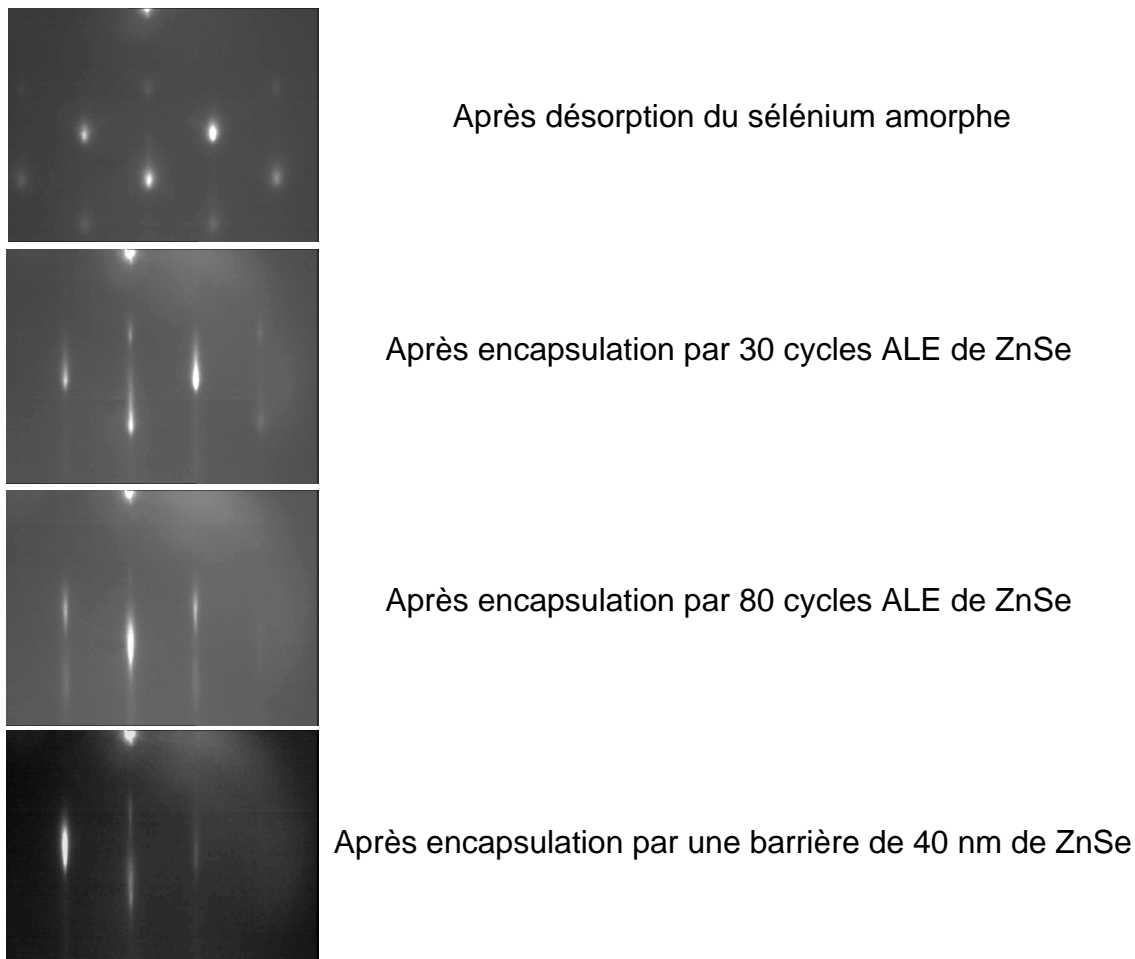 Après désorption du sélénium amorphe
Après encapsulation par 30 cycles ALE de ZnSe
Après encapsulation par 80 cycles ALE de ZnSe
Après encapsulation par une barrière de 40 nm de ZnSe